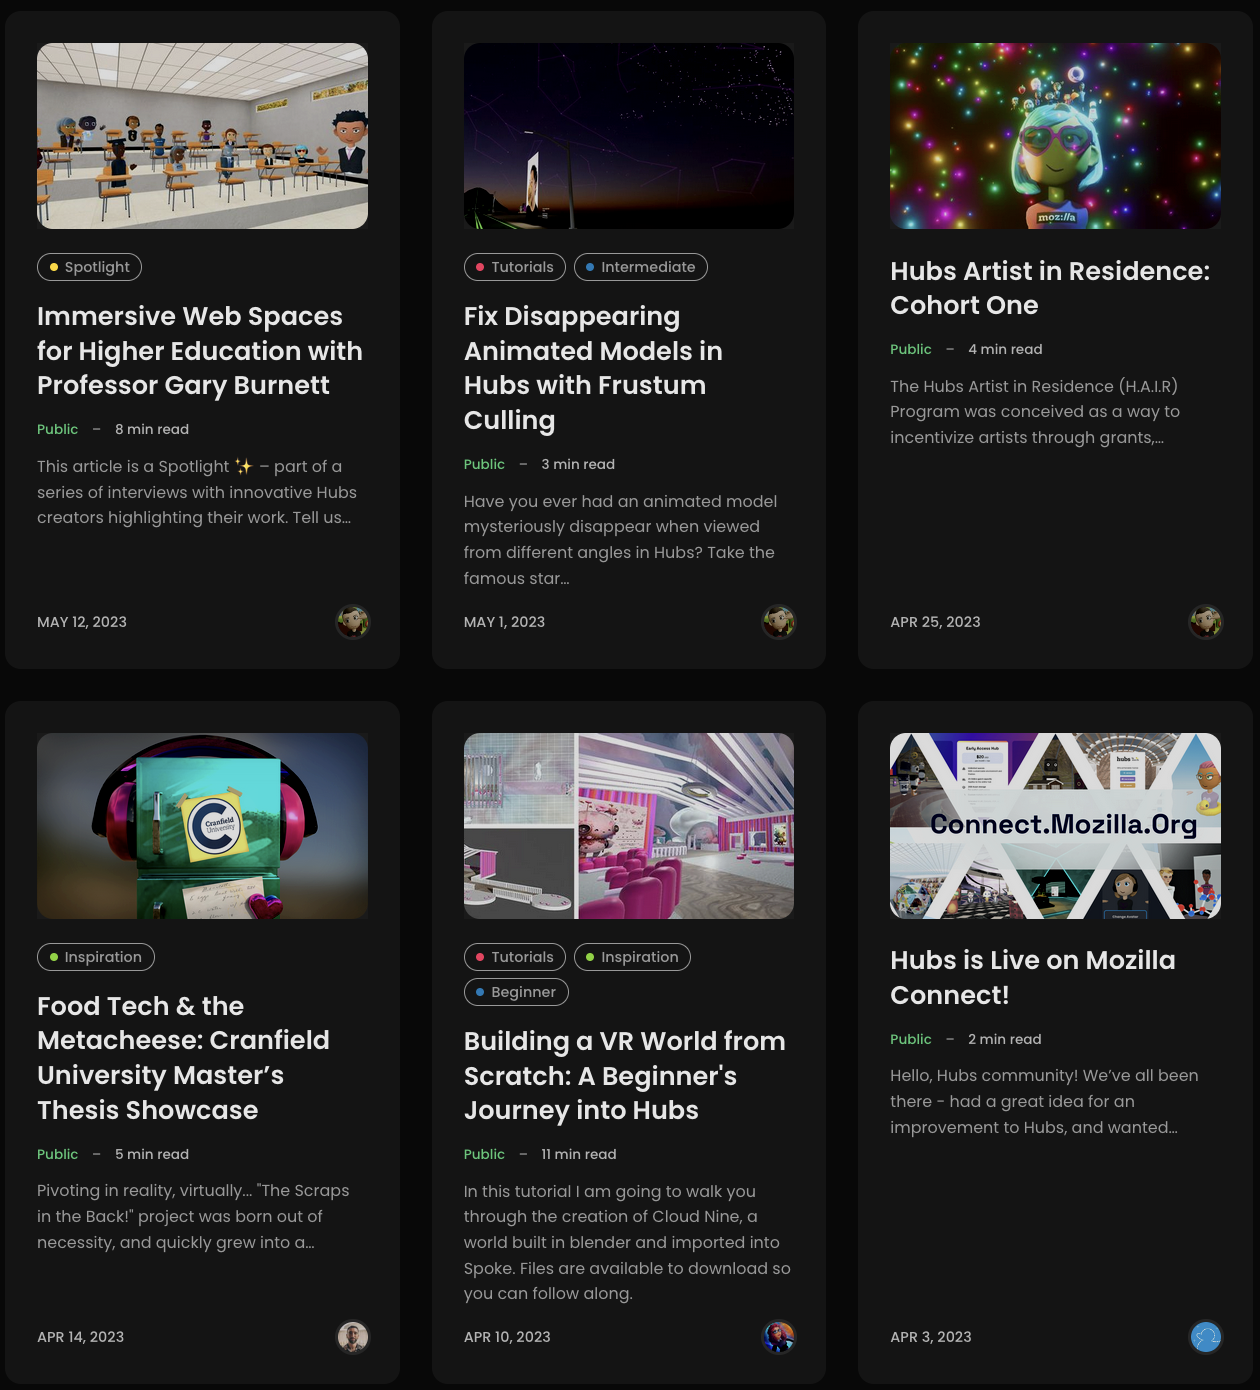 Spotlight
Immersive Web Spaces
for Higher Education with
Professor Gary Burnett
Public – 8 min read
This article is a Spotlight ✨ – part of a
series of interviews with innovative Hubs
creators highlighting their work. Tell us…
MAY 12, 2023
Tutorials
Intermediate
Fix Disappearing
Animated Models in
Hubs with Frustum
Culling
Public – 3 min read
Have you ever had an animated model
mysteriously disappear when viewed
from different angles in Hubs? Take the
famous star…
MAY 1, 2023
moz://a
Hubs Artist in Residence:
Cohort One
Public – 4 min read
The Hubs Artist in Residence (H.A.I.R)
Program was conceived as a way to
incentivize artists through grants,…
APR 25, 2023
Cranfield
University
Inspiration
Food Tech & the
Metacheese: Cranfield
University Master’s
Thesis Showcase
Public – 5 min read
Pivoting in reality, virtually... "The Scraps
in the Back!" project was born out of
necessity, and quickly grew into a…
APR 14, 2023
Tutorials
Inspiration
Beginner
Building a VR World from
Scratch: A Beginner's
Journey into Hubs
Public – 11 min read
In this tutorial I am going to walk you
through the creation of Cloud Nine, a
world built in blender and imported into
Spoke. Files are available to download so
you can follow along.
APR 10, 2023
Early Access Hub
$20
hubs
Connect.Mozilla.Org
Change Avatar
Hubs is Live on Mozilla
Connect!
Public – 2 min read
Hello, Hubs community! We’ve all been
there - had a great idea for an
improvement to Hubs, and wanted…
APR 3, 2023